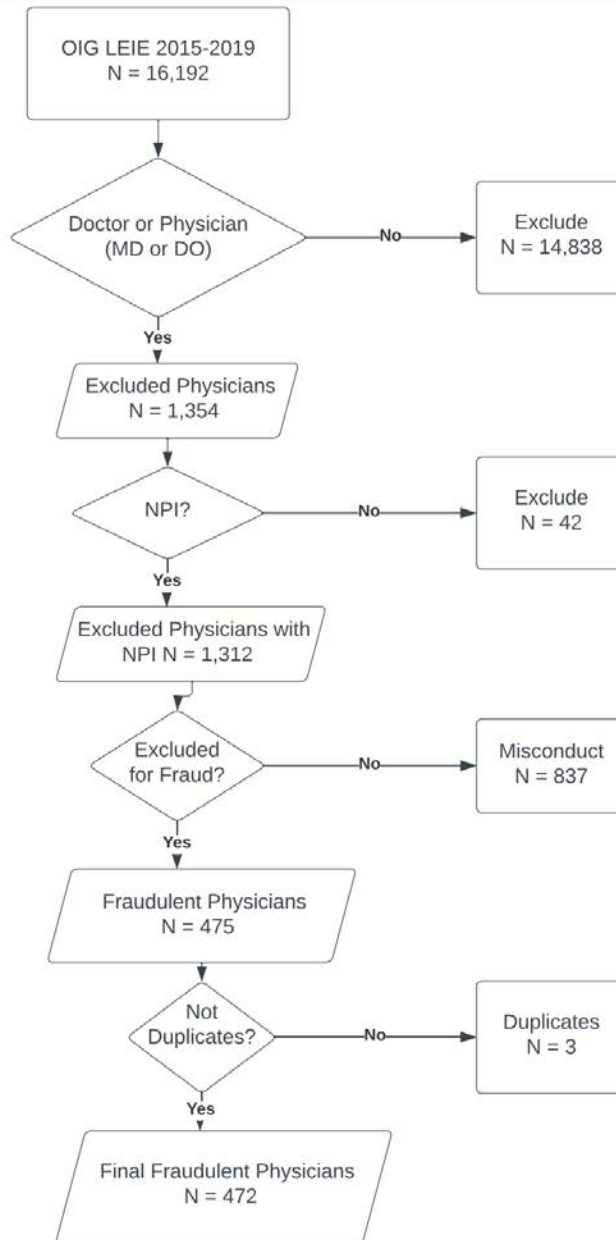 OIG LEIE 2015-2019
N = 16,192
Doctor or Physician
(MD or DO)
No
Exclude
N = 14,838
Yes
Excluded Physicians
N = 1,354
NPI?
No
Exclude
N = 42
Yes
Excluded Physicians with
NPI N = 1,312
Excluded
for Fraud?
No
Misconduct
N = 837
Yes
Fraudulent Physicians
N = 475
Not
Duplicates?
No
Duplicates
N = 3
Yes
Final Fraudulent Physicians
N = 472